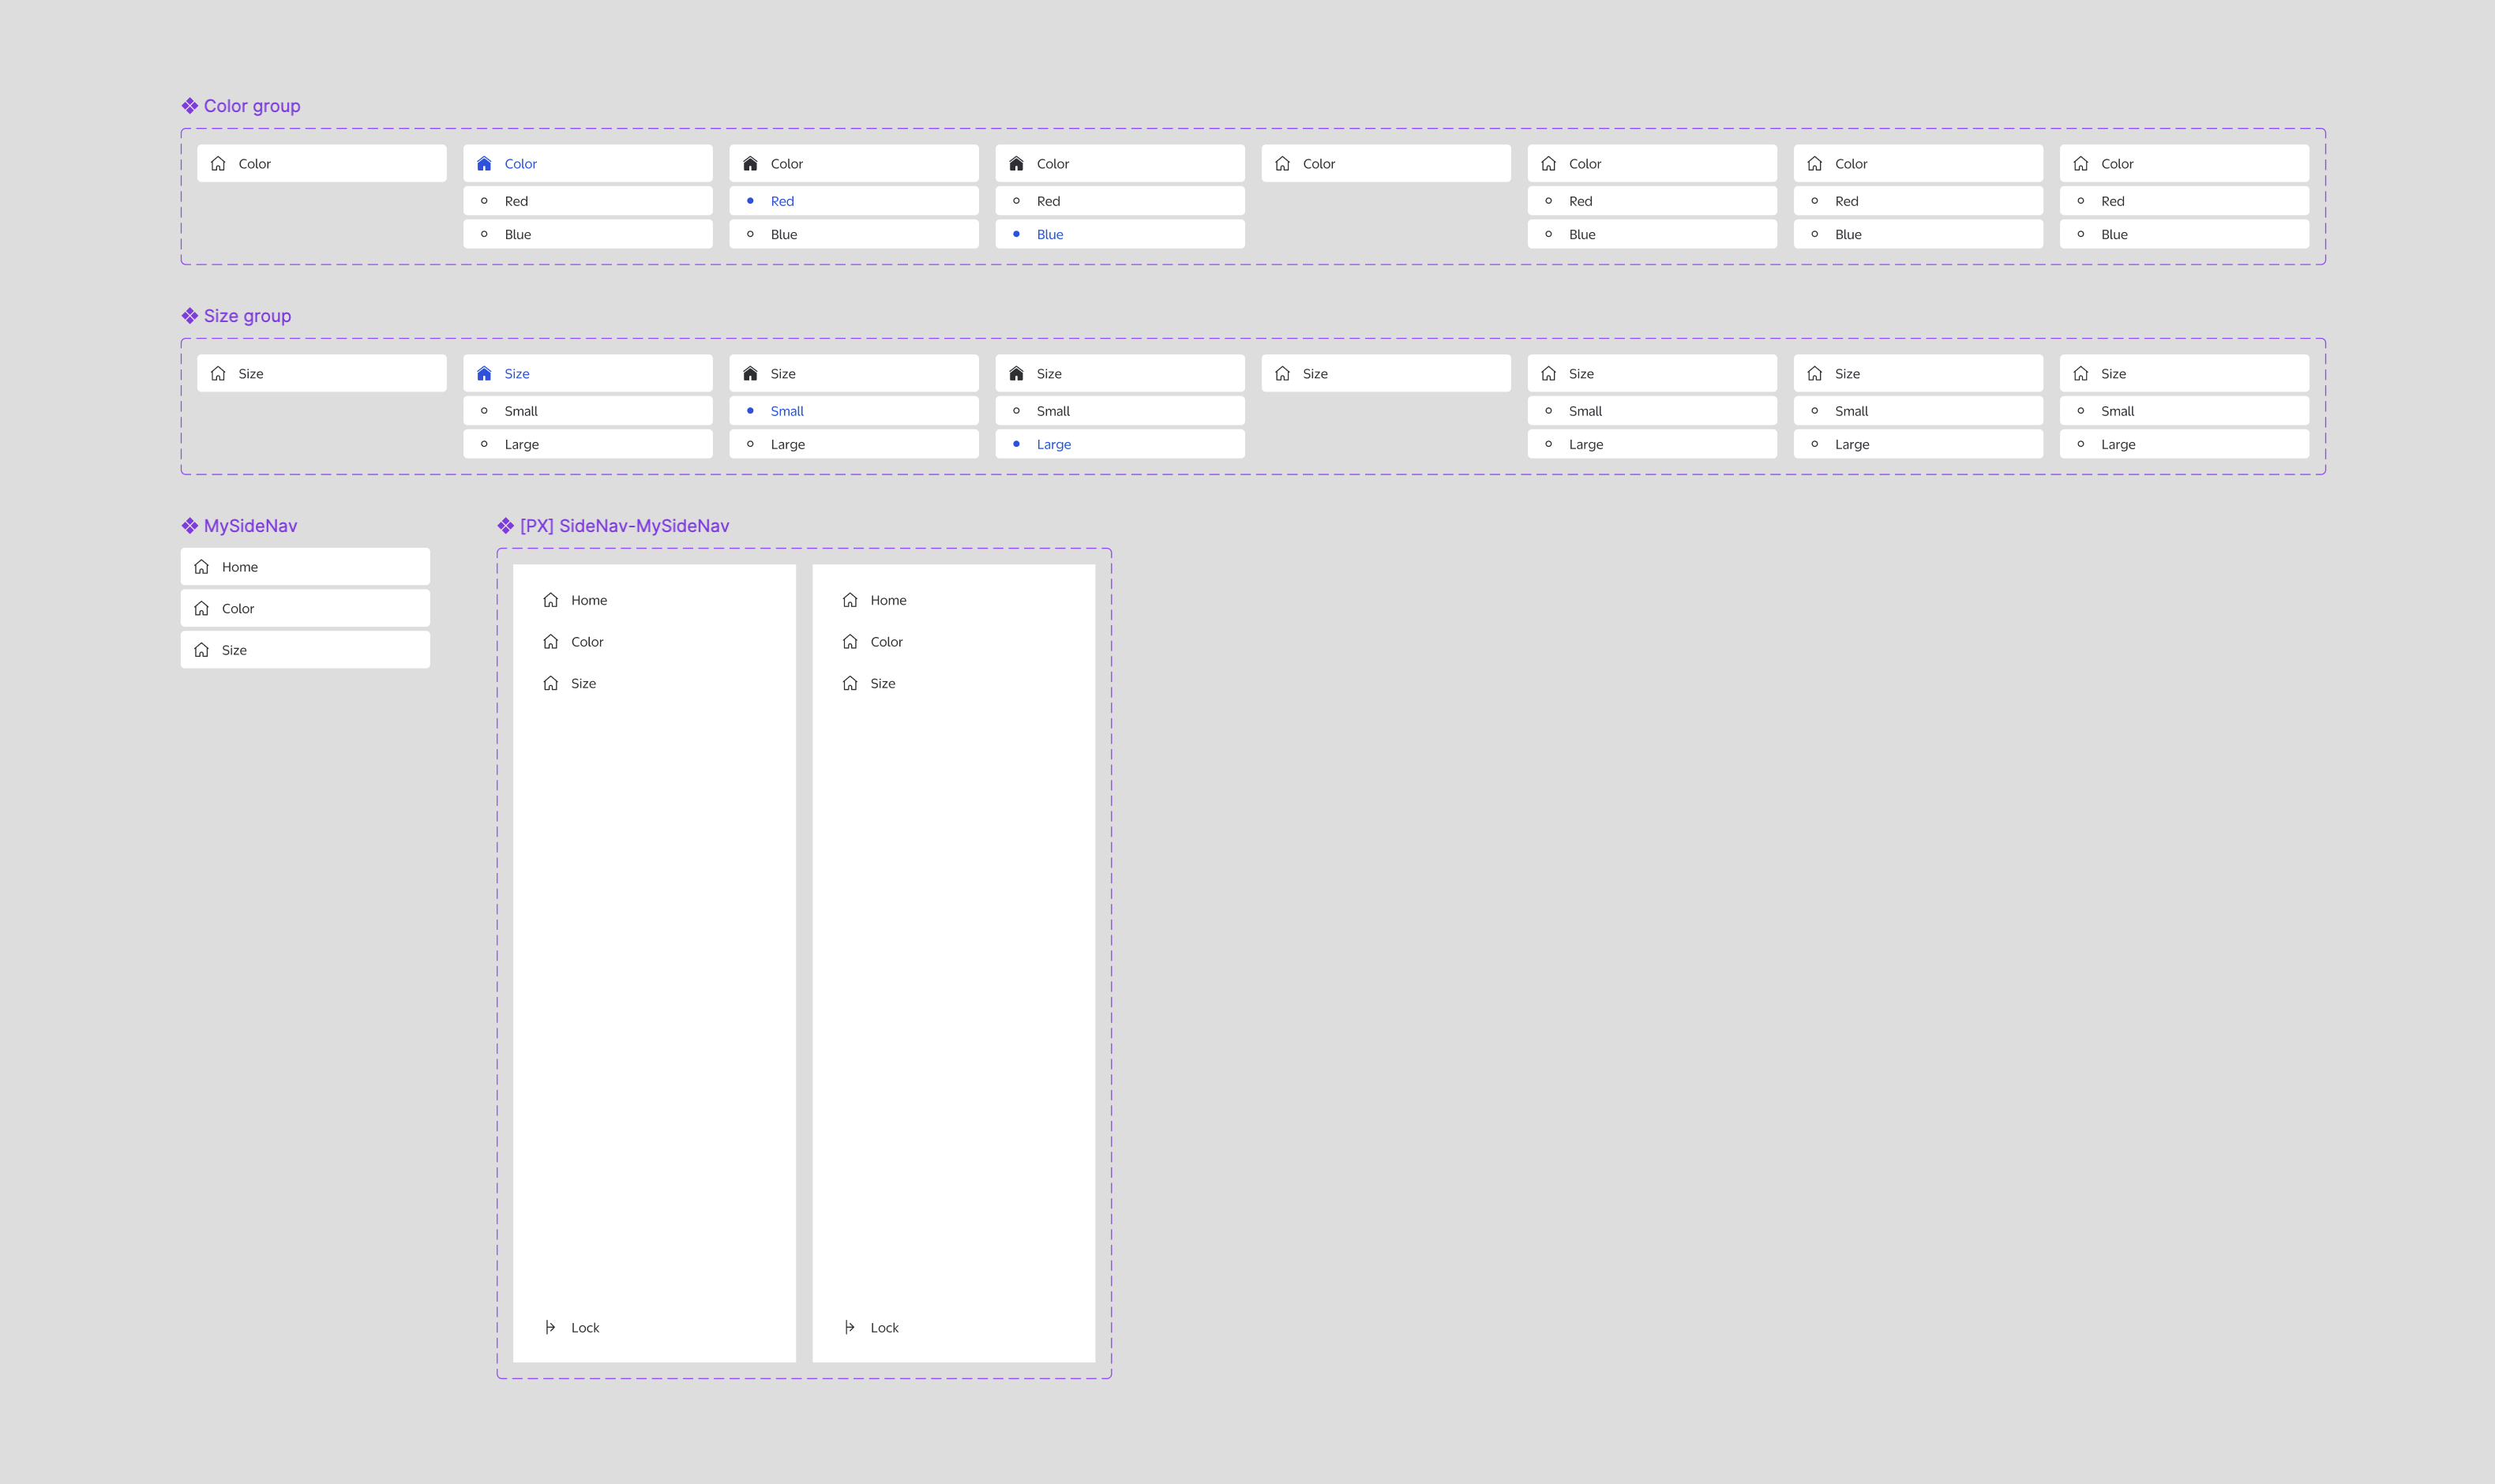 Color group
Color Color Color Color Color Color Color Color
Red Red Red Red Red Red
Blue Blue Blue Blue Blue Blue
Size group
Size Size Size Size Size Size Size Size
Small Small Small Small Small Small
Large Large Large Large Large Large
MySideNav
Home
Color
Size
[PX] SideNav-MySideNav
Home Home
Color Color
Size Size
Lock Lock